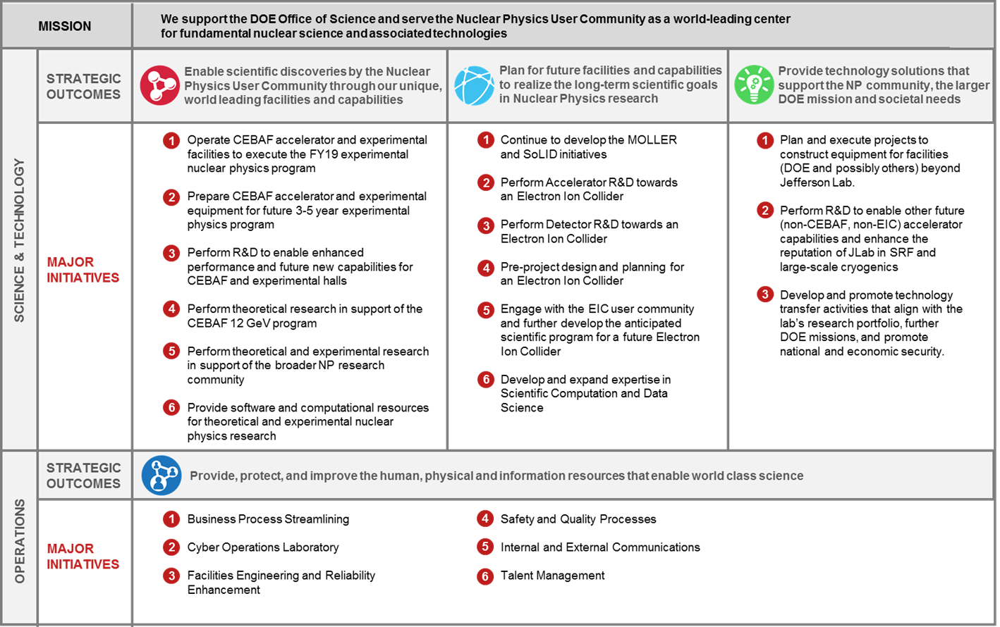 MISSION
We support the DOE Office of Science and serve the Nuclear Physics User Community as a world-leading center
for fundamental nuclear science and associated technologies
SCIENCE & TECHNOLOGY
STRATEGIC
OUTCOMES
Enable scientific discoveries by the Nuclear
Physics User Community through our unique,
world leading facilities and capabilities
Plan for future facilities and capabilities
to realize the long-term scientific goals
in Nuclear Physics research
Provide technology solutions that
support the NP community, the larger
DOE mission and societal needs
MAJOR
INITIATIVES
1 Operate CEBAF accelerator and experimental
facilities to execute the FY19 experimental
nuclear physics program
2 Prepare CEBAF accelerator and experimental
equipment for future 3-5 year experimental
physics program
3 Perform R&D to enable enhanced
performance and future new capabilities for
CEBAF and experimental halls
4 Perform theoretical research in support of the
CEBAF 12 GeV program
5 Perform theoretical and experimental research
in support of the broader NP research
community
6 Provide software and computational resources
for theoretical and experimental nuclear
physics research
1 Continue to develop the MOLLER
and SoLID initiatives
2 Perform Accelerator R&D towards
an Electron Ion Collider
3 Perform Detector R&D towards an
Electron Ion Collider
4 Pre-project design and planning for
an Electron Ion Collider
5 Engage with the EIC user community
and further develop the anticipated
scientific program for a future Electron
Ion Collider
6 Develop and expand expertise in
Scientific Computation and Data
Science
1 Plan and execute projects to
construct equipment for facilities
(DOE and possibly others) beyond
Jefferson Lab.
2 Perform R&D to enable other future
(non-CEBAF, non-EIC) accelerator
capabilities and enhance the
reputation of JLab in SRF and
large-scale cryogenics
3 Develop and promote technology
transfer activities that align with the
lab's research portfolio, further
DOE missions, and promote
national and economic security.
OPERATIONS
STRATEGIC
OUTCOMES
Provide, protect, and improve the human, physical and information resources that enable world class science
MAJOR
INITIATIVES
1 Business Process Streamlining
2 Cyber Operations Laboratory
3 Facilities Engineering and Reliability
Enhancement
4 Safety and Quality Processes
5 Internal and External Communications
6 Talent Management